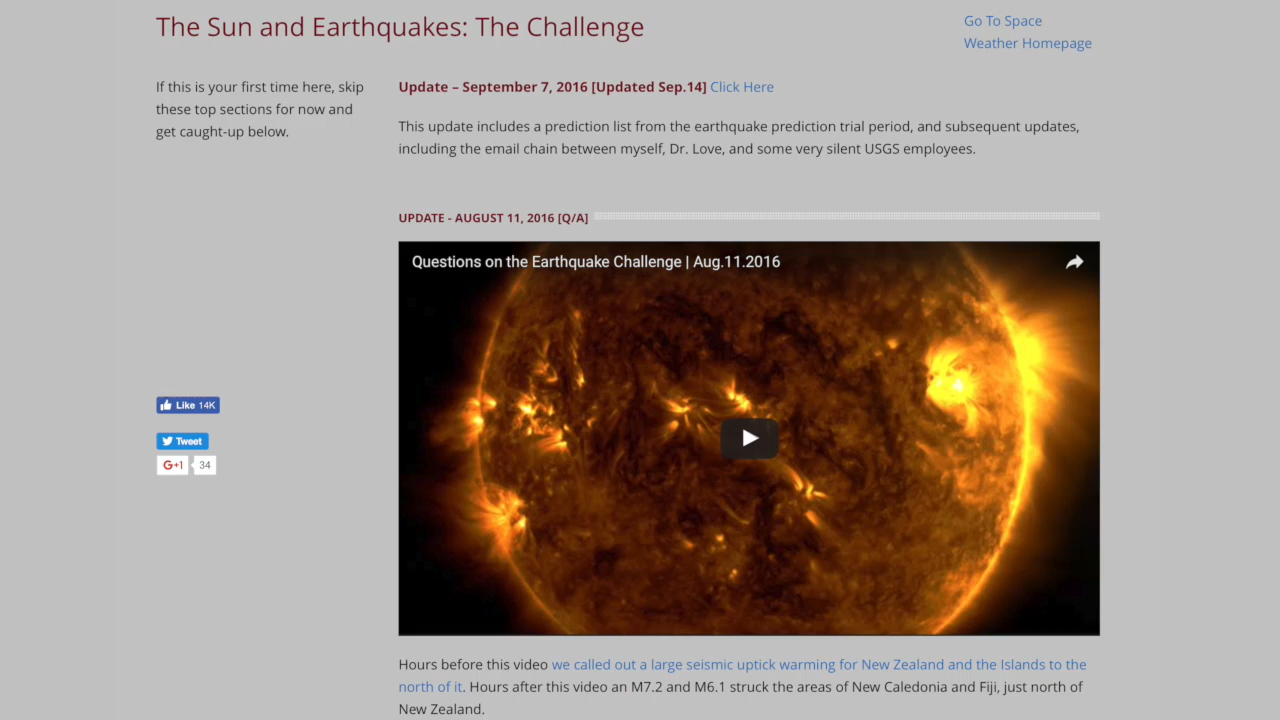 The Sun and Earthquakes: The Challenge
Go To Space
Weather Homepage
If this is your first time here, skip
these top sections for now and
get caught-up below.
Update – September 7, 2016 [Updated Sep.14] Click Here
This update includes a prediction list from the earthquake prediction trial period, and subsequent updates,
including the email chain between myself, Dr. Love, and some very silent USGS employees.
UPDATE - AUGUST 11, 2016 [Q/A]
Questions on the Earthquake Challenge | Aug.11.2016
Like 14K
Tweet
G+1 34
Hours before this video we called out a large seismic uptick warming for New Zealand and the Islands to the
north of it. Hours after this video an M7.2 and M6.1 struck the areas of New Caledonia and Fiji, just north of
New Zealand.